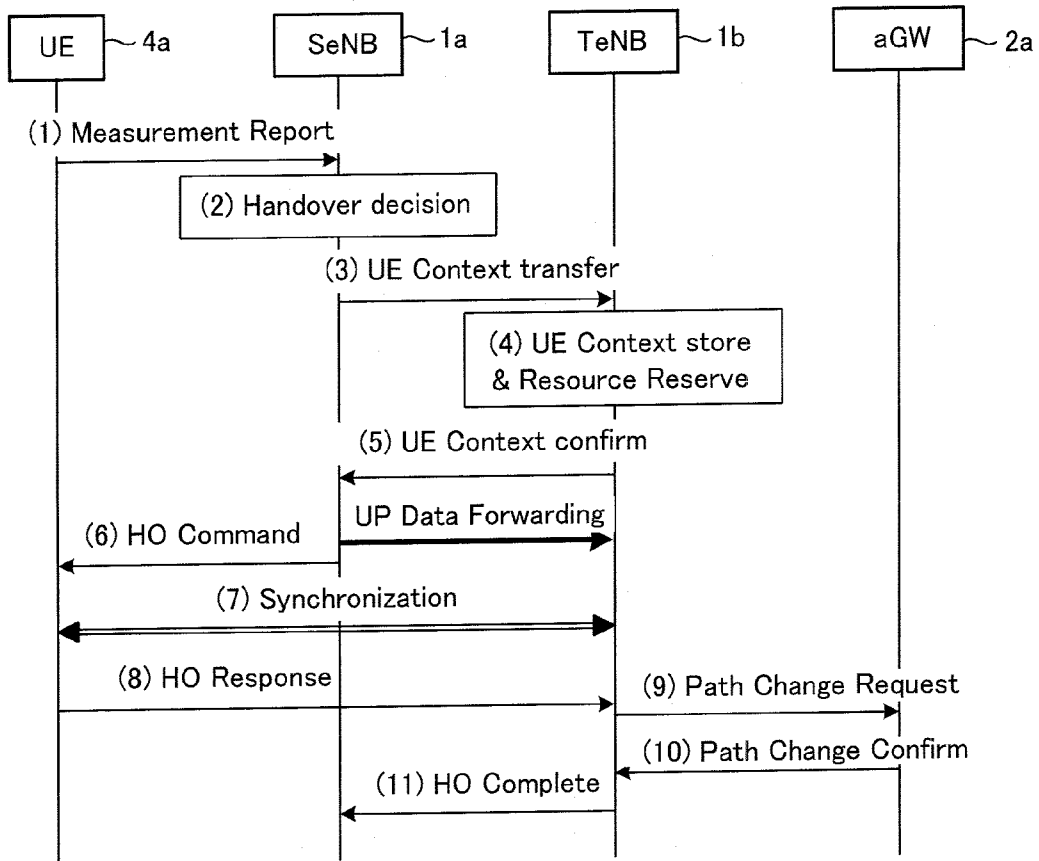 UE 4a SeNB 1a TeNB 1b aGW 2a
(1) Measurement Report
(2) Handover decision
(3) UE Context transfer
(4) UE Context store
& Resource Reserve
(5) UE Context confirm
UP Data Forwarding
(6) HO Command
(7) Synchronization
(8) HO Response
(9) Path Change Request
(10) Path Change Confirm
(11) HO Complete